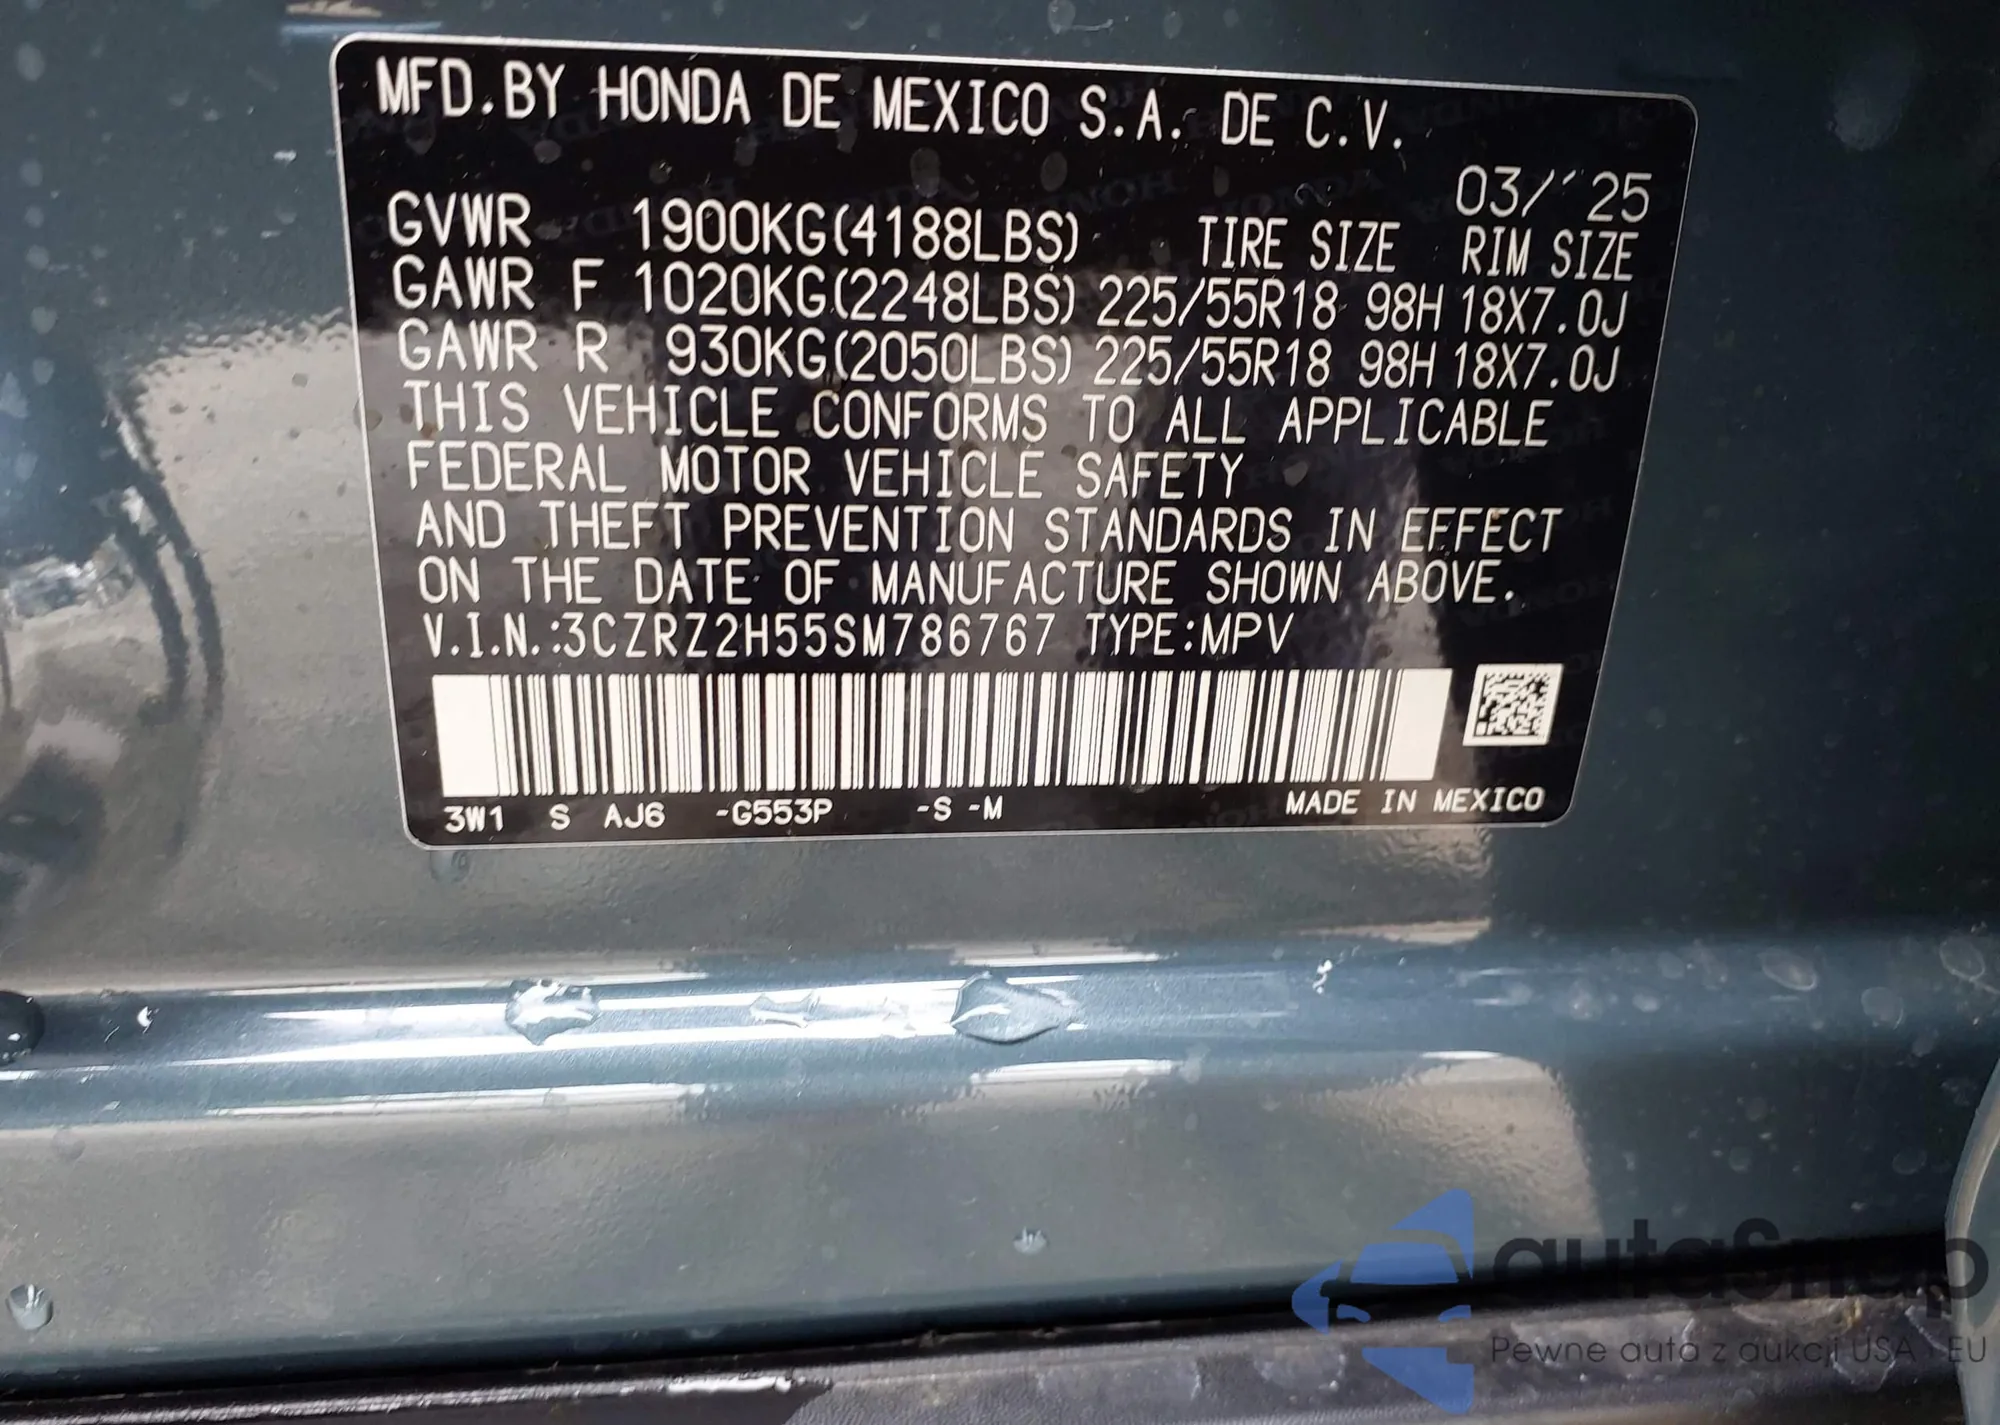 MFD.BY HONDA DE MEXICO S.A. DE C.V.
03/ '25
GVWR 1900KG(4188LBS) TIRE SIZE RIM SIZE
GAWR F 1020KG(2248LBS) 225/55R18 98H 18X7.0J
GAWR R 930KG(2050LBS) 225/55R18 98H 18X7.0J
THIS VEHICLE CONFORMS TO ALL APPLICABLE
FEDERAL MOTOR VEHICLE SAFETY
AND THEFT PREVENTION STANDARDS IN EFFECT
ON THE DATE OF MANUFACTURE SHOWN ABOVE.
V.I.N.:3CZRZ2H55SM786767 TYPE:MPV
3W1 S AJ6 -G553P -S -M MADE IN MEXICO
autaSnap
Pewne auta z aukcji USA i EU